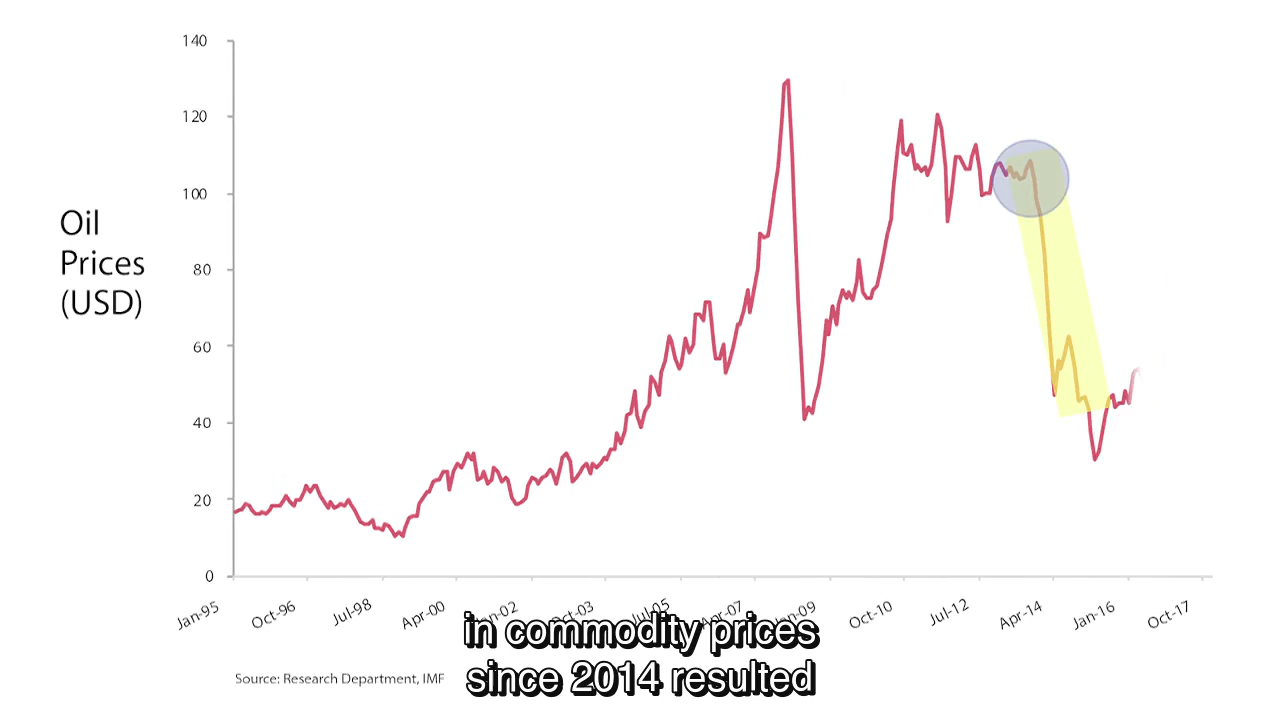 140
120
100
80
60
40
20
0
Oil
Prices
(USD)
Jan-95
Oct-96
Jul-98
Apr-00
Jul-05
Apr-07
Oct-10
Jul-12
Apr-14
Jan-16
Oct-17
in commodity prices
since 2014 resulted
Source: Research Department, IMF